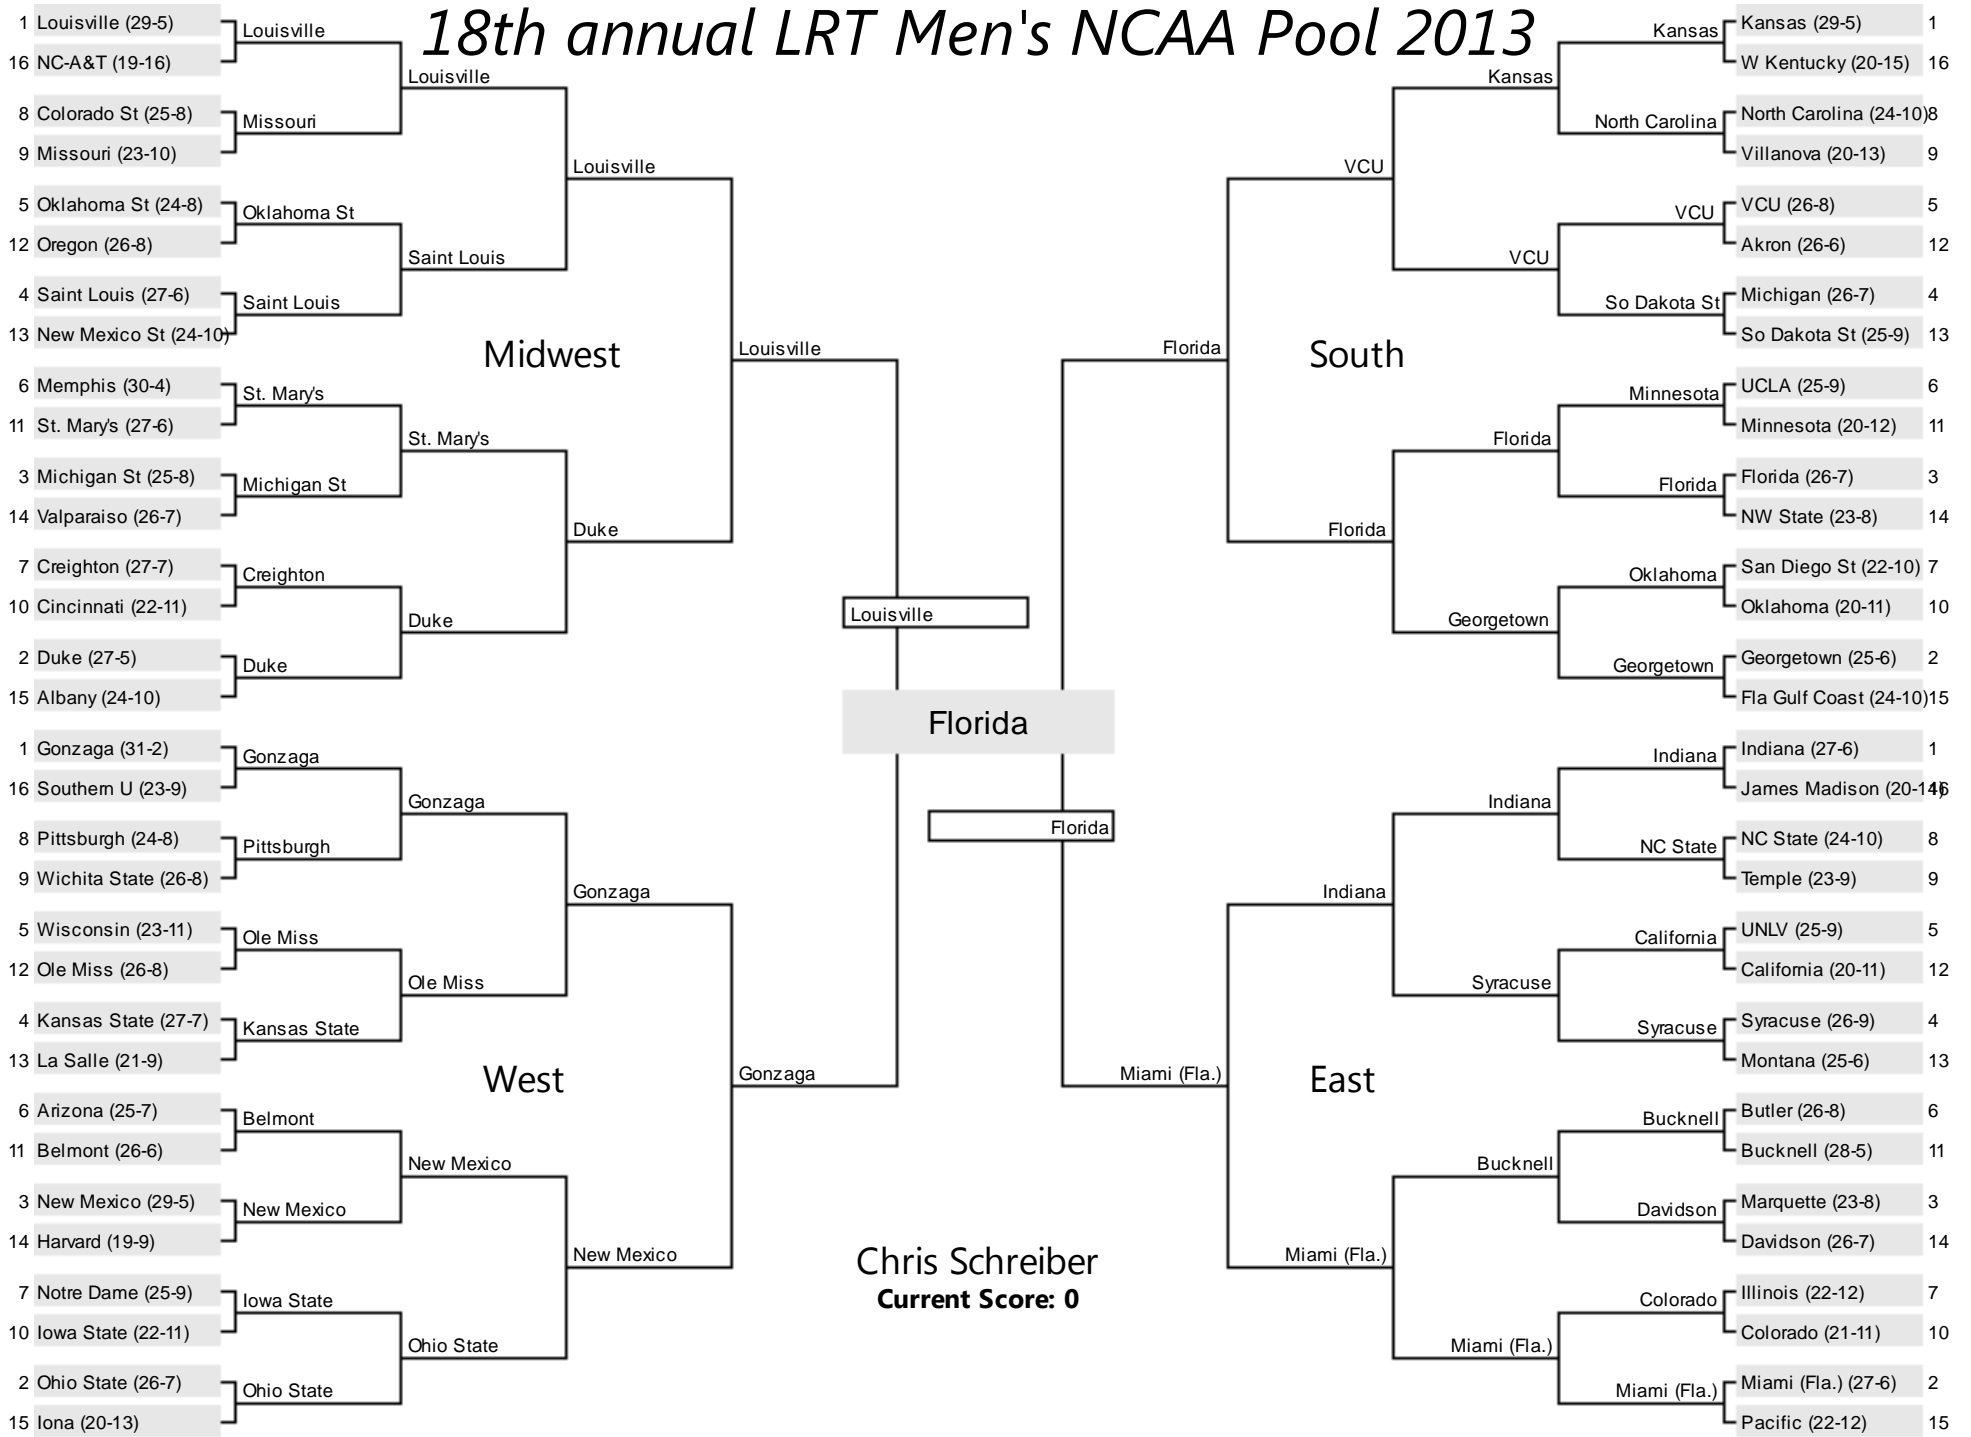 18th annual LRT Men's NCAA Pool 2013
1 Louisville (29-5)
16 NC-A&T (19-16)
8 Colorado St (25-8)
9 Missouri (23-10)
5 Oklahoma St (24-8)
12 Oregon (26-8)
4 Saint Louis (27-6)
13 New Mexico St (24-10)
6 Memphis (30-4)
11 St. Mary's (27-6)
3 Michigan St (25-8)
14 Valparaiso (26-7)
7 Creighton (27-7)
10 Cincinnati (22-11)
2 Duke (27-5)
15 Albany (24-10)
Louisville
Missouri
Oklahoma St
Saint Louis
St. Mary's
Michigan St
Creighton
Duke
Louisville
Saint Louis
St. Mary's
Duke
Louisville
Duke
Midwest
Louisville
1 Gonzaga (31-2)
16 Southern U (23-9)
8 Pittsburgh (24-8)
9 Wichita State (26-8)
5 Wisconsin (23-11)
12 Ole Miss (26-8)
4 Kansas State (27-7)
13 La Salle (21-9)
6 Arizona (25-7)
11 Belmont (26-6)
3 New Mexico (29-5)
14 Harvard (19-9)
7 Notre Dame (25-9)
10 Iowa State (22-11)
2 Ohio State (26-7)
15 Iona (20-13)
Gonzaga
Pittsburgh
Ole Miss
Kansas State
Belmont
New Mexico
Iowa State
Ohio State
Gonzaga
Ole Miss
New Mexico
Ohio State
Gonzaga
New Mexico
West
Gonzaga
Louisville
Florida
Florida
Chris Schreiber
Current Score: 0
Kansas (29-5) 1
W Kentucky (20-15) 16
North Carolina (24-10) 8
Villanova (20-13) 9
VCU (26-8) 5
Akron (26-6) 12
Michigan (26-7) 4
So Dakota St (25-9) 13
UCLA (25-9) 6
Minnesota (20-12) 11
Florida (26-7) 3
NW State (23-8) 14
San Diego St (22-10) 7
Oklahoma (20-11) 10
Georgetown (25-6) 2
Fla Gulf Coast (24-10) 15
Kansas
North Carolina
VCU
So Dakota St
Minnesota
Florida
Oklahoma
Georgetown
Kansas
VCU
Florida
Georgetown
VCU
Florida
South
Florida
Indiana (27-6) 1
James Madison (20-14) 16
NC State (24-10) 8
Temple (23-9) 9
UNLV (25-9) 5
California (20-11) 12
Syracuse (26-9) 4
Montana (25-6) 13
Butler (26-8) 6
Bucknell (28-5) 11
Marquette (23-8) 3
Davidson (26-7) 14
Illinois (22-12) 7
Colorado (21-11) 10
Miami (Fla.) (27-6) 2
Pacific (22-12) 15
Indiana
NC State
California
Syracuse
Bucknell
Davidson
Colorado
Miami (Fla.)
Indiana
Syracuse
Bucknell
Miami (Fla.)
Indiana
Miami (Fla.)
East
Miami (Fla.)